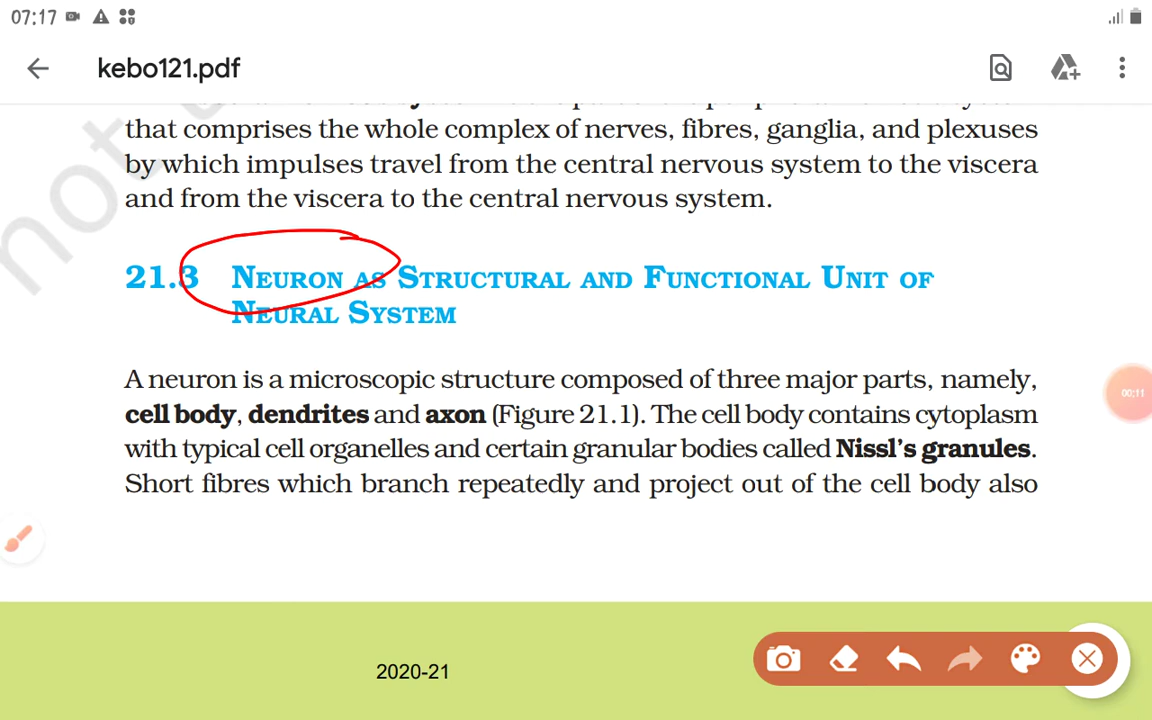 07:17
kebo121.pdf
that comprises the whole complex of nerves, fibres, ganglia, and plexuses
by which impulses travel from the central nervous system to the viscera
and from the viscera to the central nervous system.
not
21.3 NEURON AS STRUCTURAL AND FUNCTIONAL UNIT OF
NEURAL SYSTEM
A neuron is a microscopic structure composed of three major parts, namely,
cell body, dendrites and axon (Figure 21.1). The cell body contains cytoplasm
00:11
with typical cell organelles and certain granular bodies called Nissl's granules.
Short fibres which branch repeatedly and project out of the cell body also
2020-21